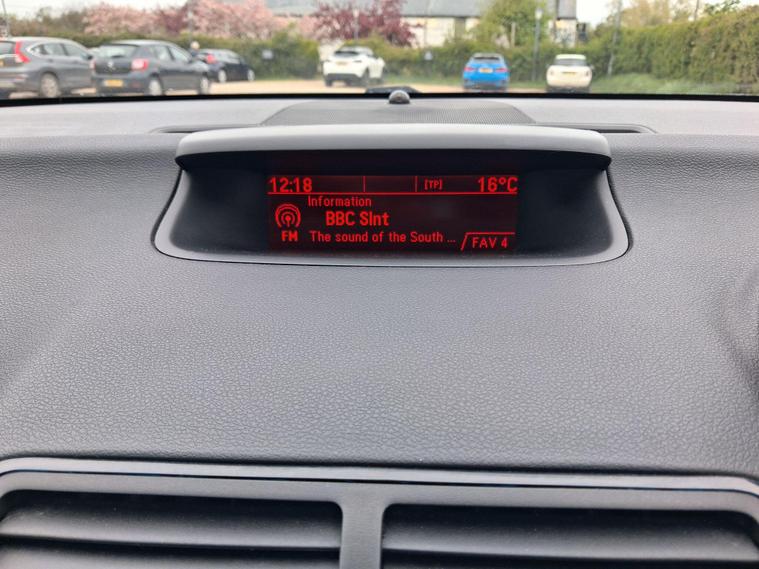 12:18 [TP] 16°C
Information
BBC Slnt
FM The sound of the South ... FAV 4